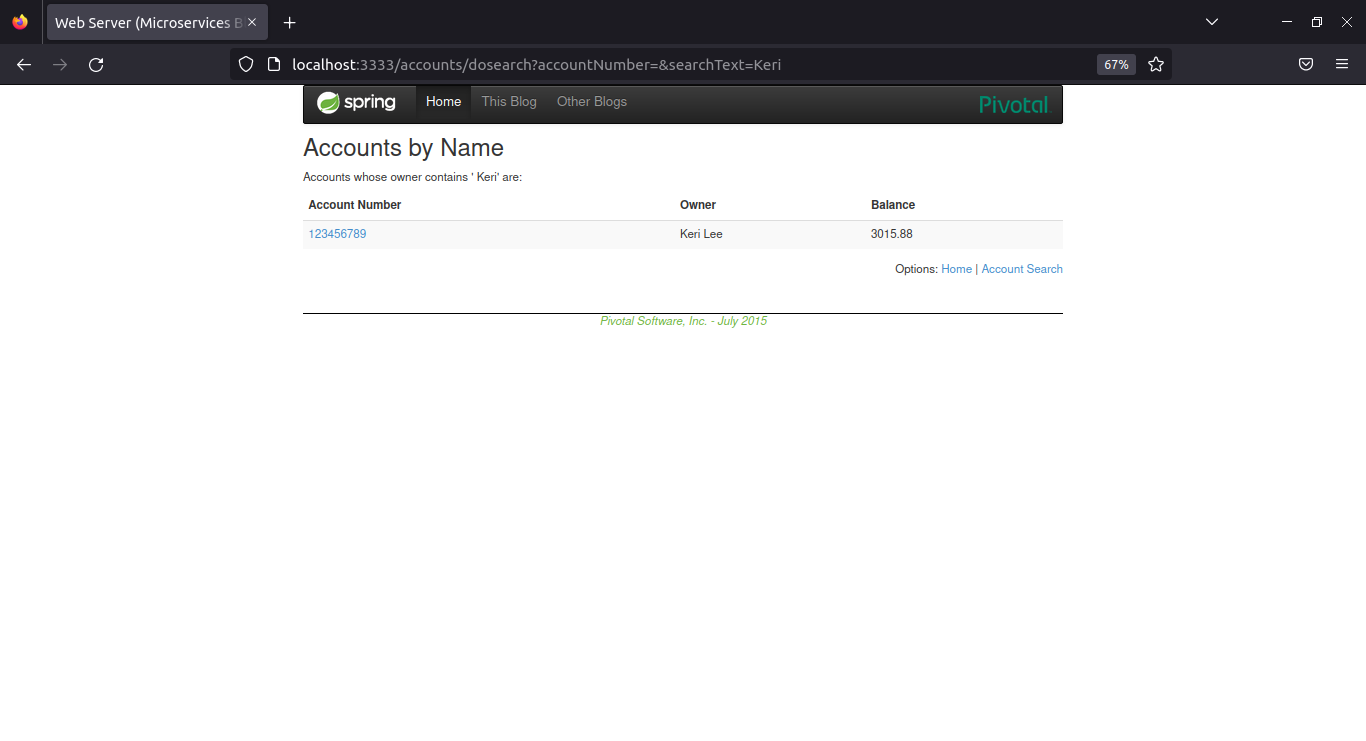 Web Server (Microservices B
localhost:3333/accounts/dosearch?accountNumber=&searchText=Keri
67%
spring Home This Blog Other Blogs Pivotal
Accounts by Name
Accounts whose owner contains ' Keri' are:
Account Number Owner Balance
123456789 Keri Lee 3015.88
Options: Home | Account Search
Pivotal Software, Inc. - July 2015